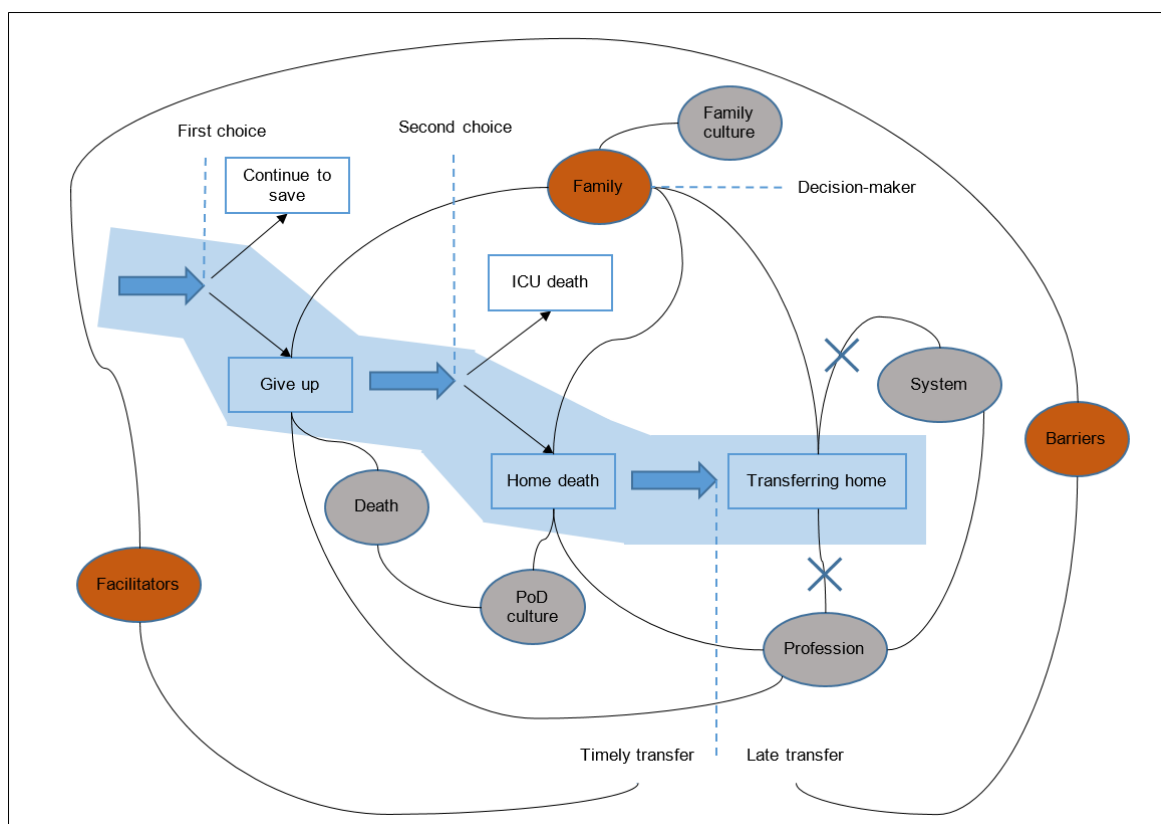 Family
culture
First choice
Second choice
Continue to
save
Family
Decision-maker
ICU death
Give up
System
Barriers
Home death
Transferring home
Death
Facilitators
PoD
culture
Profession
Timely transfer
Late transfer